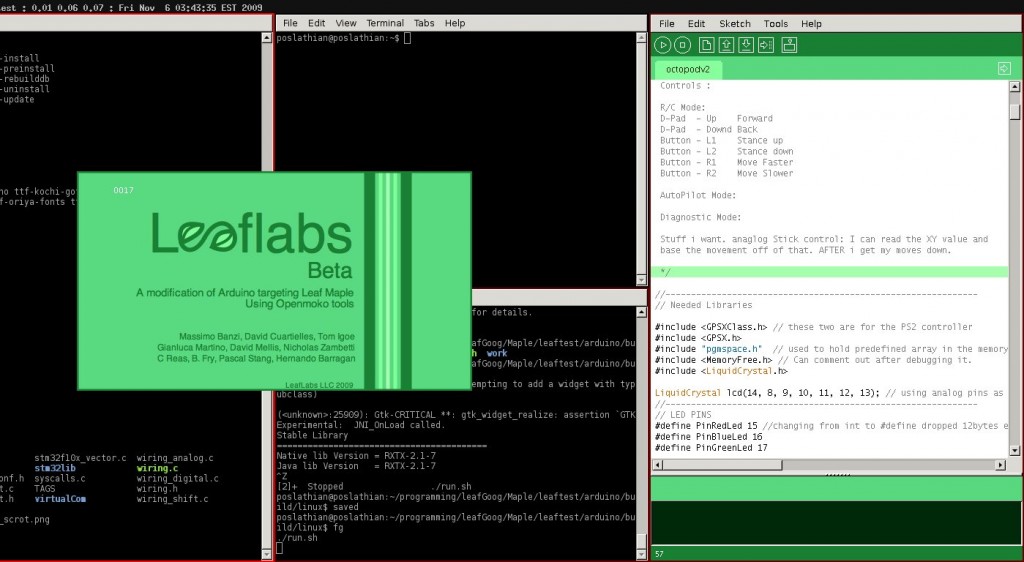 est : 0.01 0.06 0.07 : Fri Nov 6 03:43:35 EST 2009
-install
-preinstall
-rebuilddb
-uninstall
-update
no ttf-kochi-go
f-oriya-fonts t
stm32f10x_vector.c wiring_analog.c
stm32lib wiring.c
onf.h syscalls.c wiring_digital.c
t.c TAGS wiring.h
t.h virtualCom wiring_shift.c
_scrot.png
0017
Leaflabs
Beta
A modification of Arduino targeting Leaf Maple
Using Openmoko tools
Massimo Banzi, David Cuartielles, Tom Igoe
Gianluca Martino, David Mellis, Nicholas Zambetti
C Reas, B. Fry, Pascal Stang, Hernando Barragan
LeafLabs LLC 2009
File Edit View Terminal Tabs Help
poslathian@poslathian:~$
for details.
leafGoog/Maple/leaftest/arduino/bu
h work
leafGoog/Maple/leaftest/arduino/bu
empting to add a widget with typ
ubclass)
(<unknown>:25909): Gtk-CRITICAL **: gtk_widget_realize: assertion `GTK
Experimental: JNI_OnLoad called.
Stable Library
=========================================
Native lib Version = RXTX-2.1-7
Java lib Version = RXTX-2.1-7
^Z
[2]+ Stopped ./run.sh
poslathian@poslathian:~/programming/leafGoog/Maple/leaftest/arduino/bu
ild/linux$ saved
poslathian@poslathian:~/programming/leafGoog/Maple/leaftest/arduino/bu
ild/linux$ fg
./run.sh
File Edit Sketch Tools Help
octopodv2
Controls :
R/C Mode:
D-Pad - Up Forward
D-Pad - Downd Back
Button - L1 Stance up
Button - L2 Stance down
Button - R1 Move Faster
Button - R2 Move Slower
AutoPilot Mode:
Diagnostic Mode:
Stuff i want. anaglog Stick control: I can read the XY value and
base the movement off of that. AFTER i get my moves down.
*/
//-----------------------------------------------------------
// Needed Libraries
#include <GPSXClass.h> // these two are for the PS2 controller
#include <GPSX.h>
#include "pgmspace.h" // used to hold predefined array in the memory
#include <MemoryFree.h> // Can comment out after debugging it.
#include <LiquidCrystal.h>
LiquidCrystal lcd(14, 8, 9, 10, 11, 12, 13); // using analog pins as
//-----------------------------------------------------------
// LED PINS
#define PinRedLed 15 //changing from int to #define dropped 12bytes e
#define PinBlueLed 16
#define PinGreenLed 17
57